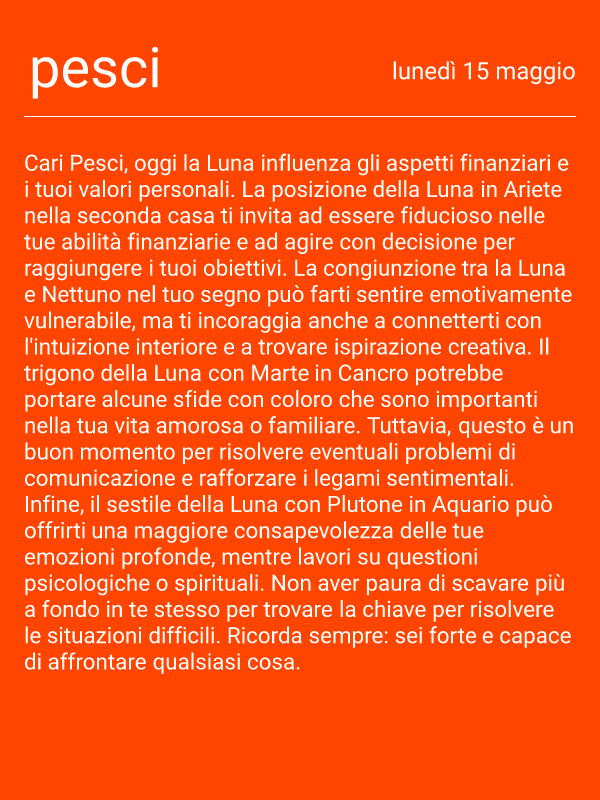 pesci
lunedì 15 maggio
Cari Pesci, oggi la Luna influenza gli aspetti finanziari e
i tuoi valori personali. La posizione della Luna in Ariete
nella seconda casa ti invita ad essere fiducioso nelle
tue abilità finanziarie e ad agire con decisione per
raggiungere i tuoi obiettivi. La congiunzione tra la Luna
e Nettuno nel tuo segno può farti sentire emotivamente
vulnerabile, ma ti incoraggia anche a connetterti con
l'intuizione interiore e a trovare ispirazione creativa. Il
trigono della Luna con Marte in Cancro potrebbe
portare alcune sfide con coloro che sono importanti
nella tua vita amorosa o familiare. Tuttavia, questo è un
buon momento per risolvere eventuali problemi di
comunicazione e rafforzare i legami sentimentali.
Infine, il sestile della Luna con Plutone in Aquario può
offrirti una maggiore consapevolezza delle tue
emozioni profonde, mentre lavori su questioni
psicologiche o spirituali. Non aver paura di scavare più
a fondo in te stesso per trovare la chiave per risolvere
le situazioni difficili. Ricorda sempre: sei forte e capace
di affrontare qualsiasi cosa.